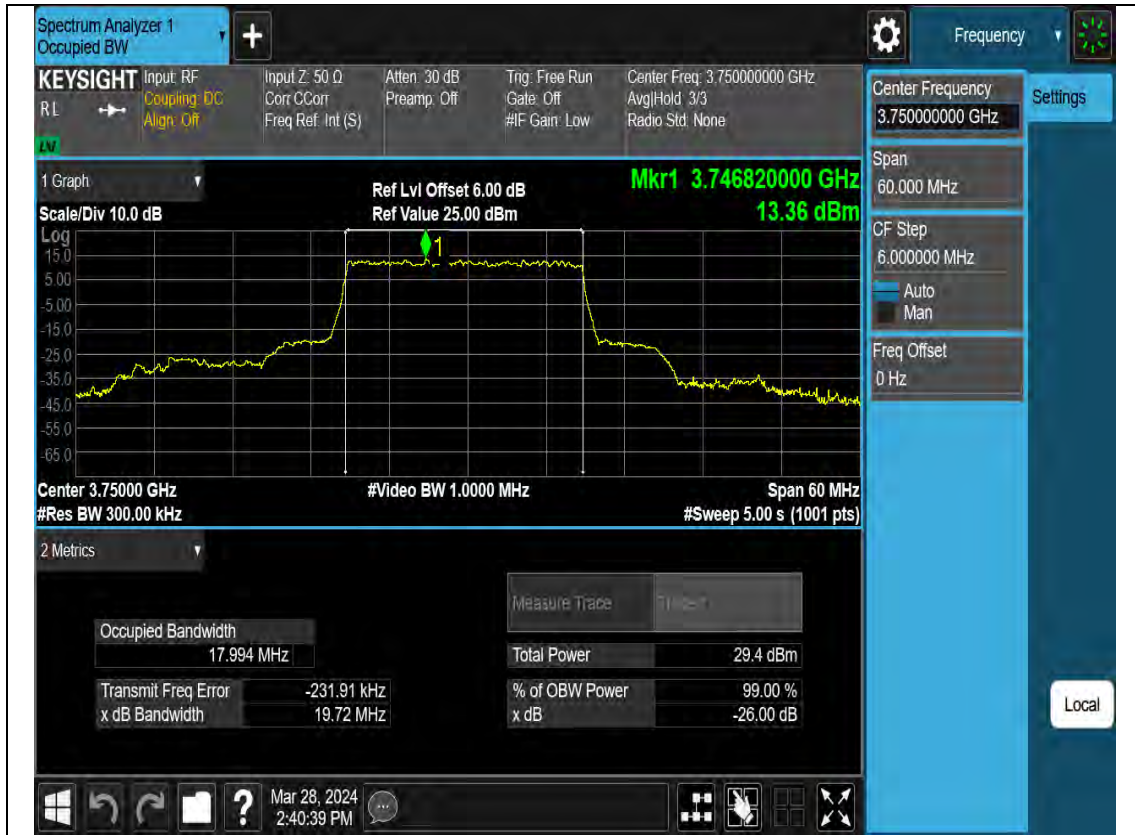 Spectrum Analyzer 1
Occupied BW
Frequency
KEYSIGHT
RL
Input: RF
Coupling: DC
Align: Off
Input Z: 50 Ω
Corr CCorr
Freq Ref: Int (S)
Atten: 30 dB
Preamp: Off
Trig: Free Run
Gate: Off
#IF Gain: Low
Center Freq: 3.750000000 GHz
Avg|Hold: 3/3
Radio Std: None
1 Graph
Scale/Div 10.0 dB
Ref Lvl Offset 6.00 dB
Ref Value 25.00 dBm
Mkr1 3.746820000 GHz
13.36 dBm
Log
15.0
5.00
-5.00
-15.0
-25.0
-35.0
-45.0
-55.0
-65.0
1
Center 3.75000 GHz
#Video BW 1.0000 MHz
Span 60 MHz
#Res BW 300.00 kHz
#Sweep 5.00 s (1001 pts)
2 Metrics
Measure Trace
Occupied Bandwidth
17.994 MHz
Total Power 29.4 dBm
Transmit Freq Error -231.91 kHz
% of OBW Power 99.00 %
x dB Bandwidth 19.72 MHz
x dB -26.00 dB
Mar 28, 2024
2:40:39 PM
Center Frequency
3.750000000 GHz
Settings
Span
60.000 MHz
CF Step
6.000000 MHz
Auto
Man
Freq Offset
0 Hz
Local